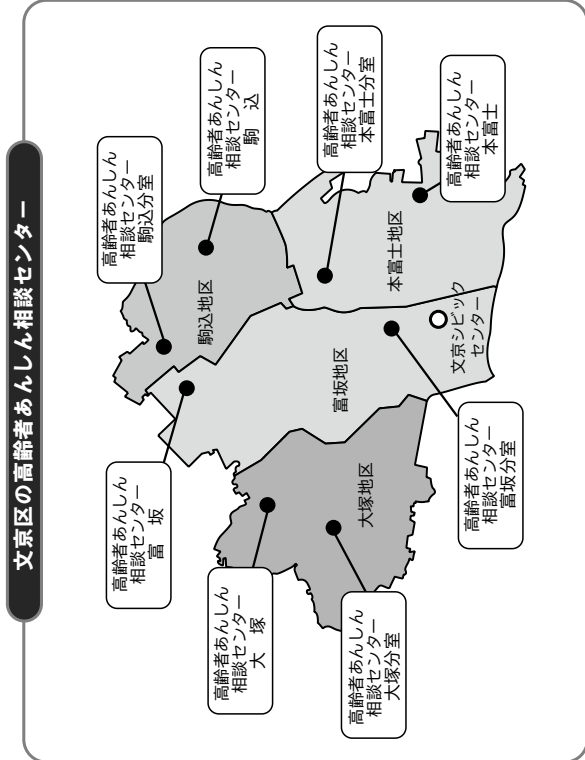 文京区の高齢者あんしん相談センター
高齢者あんしん
相談センター
駒込分室
高齢者あんしん
相談センター
駒　込
高齢者あんしん
相談センター
本富士分室
高齢者あんしん
相談センター
本富士
駒込地区
本富士地区
富坂地区
文京シビック
センター
大塚地区
高齢者あんしん
相談センター
富　坂
高齢者あんしん
相談センター
大　塚
高齢者あんしん
相談センター
大塚分室
高齢者あんしん
相談センター
富坂分室